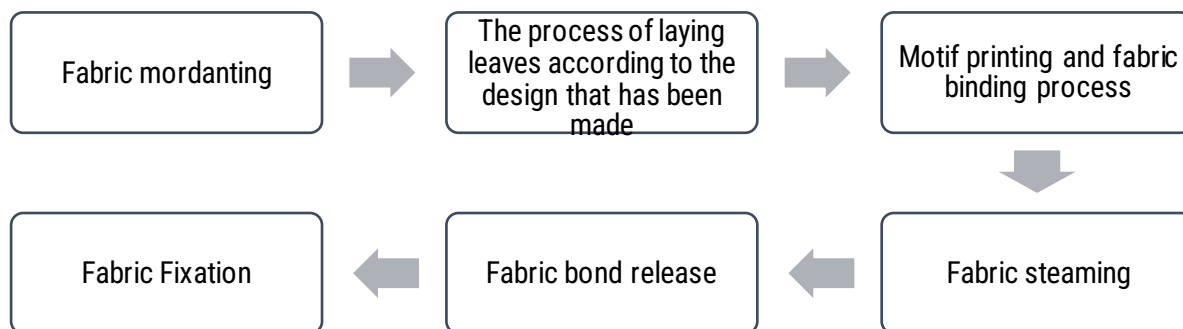 Fabric mordanting
The process of laying
leaves according to the
design that has been
made
Motif printing and fabric
binding process
Fabric steaming
Fabric bond release
Fabric Fixation